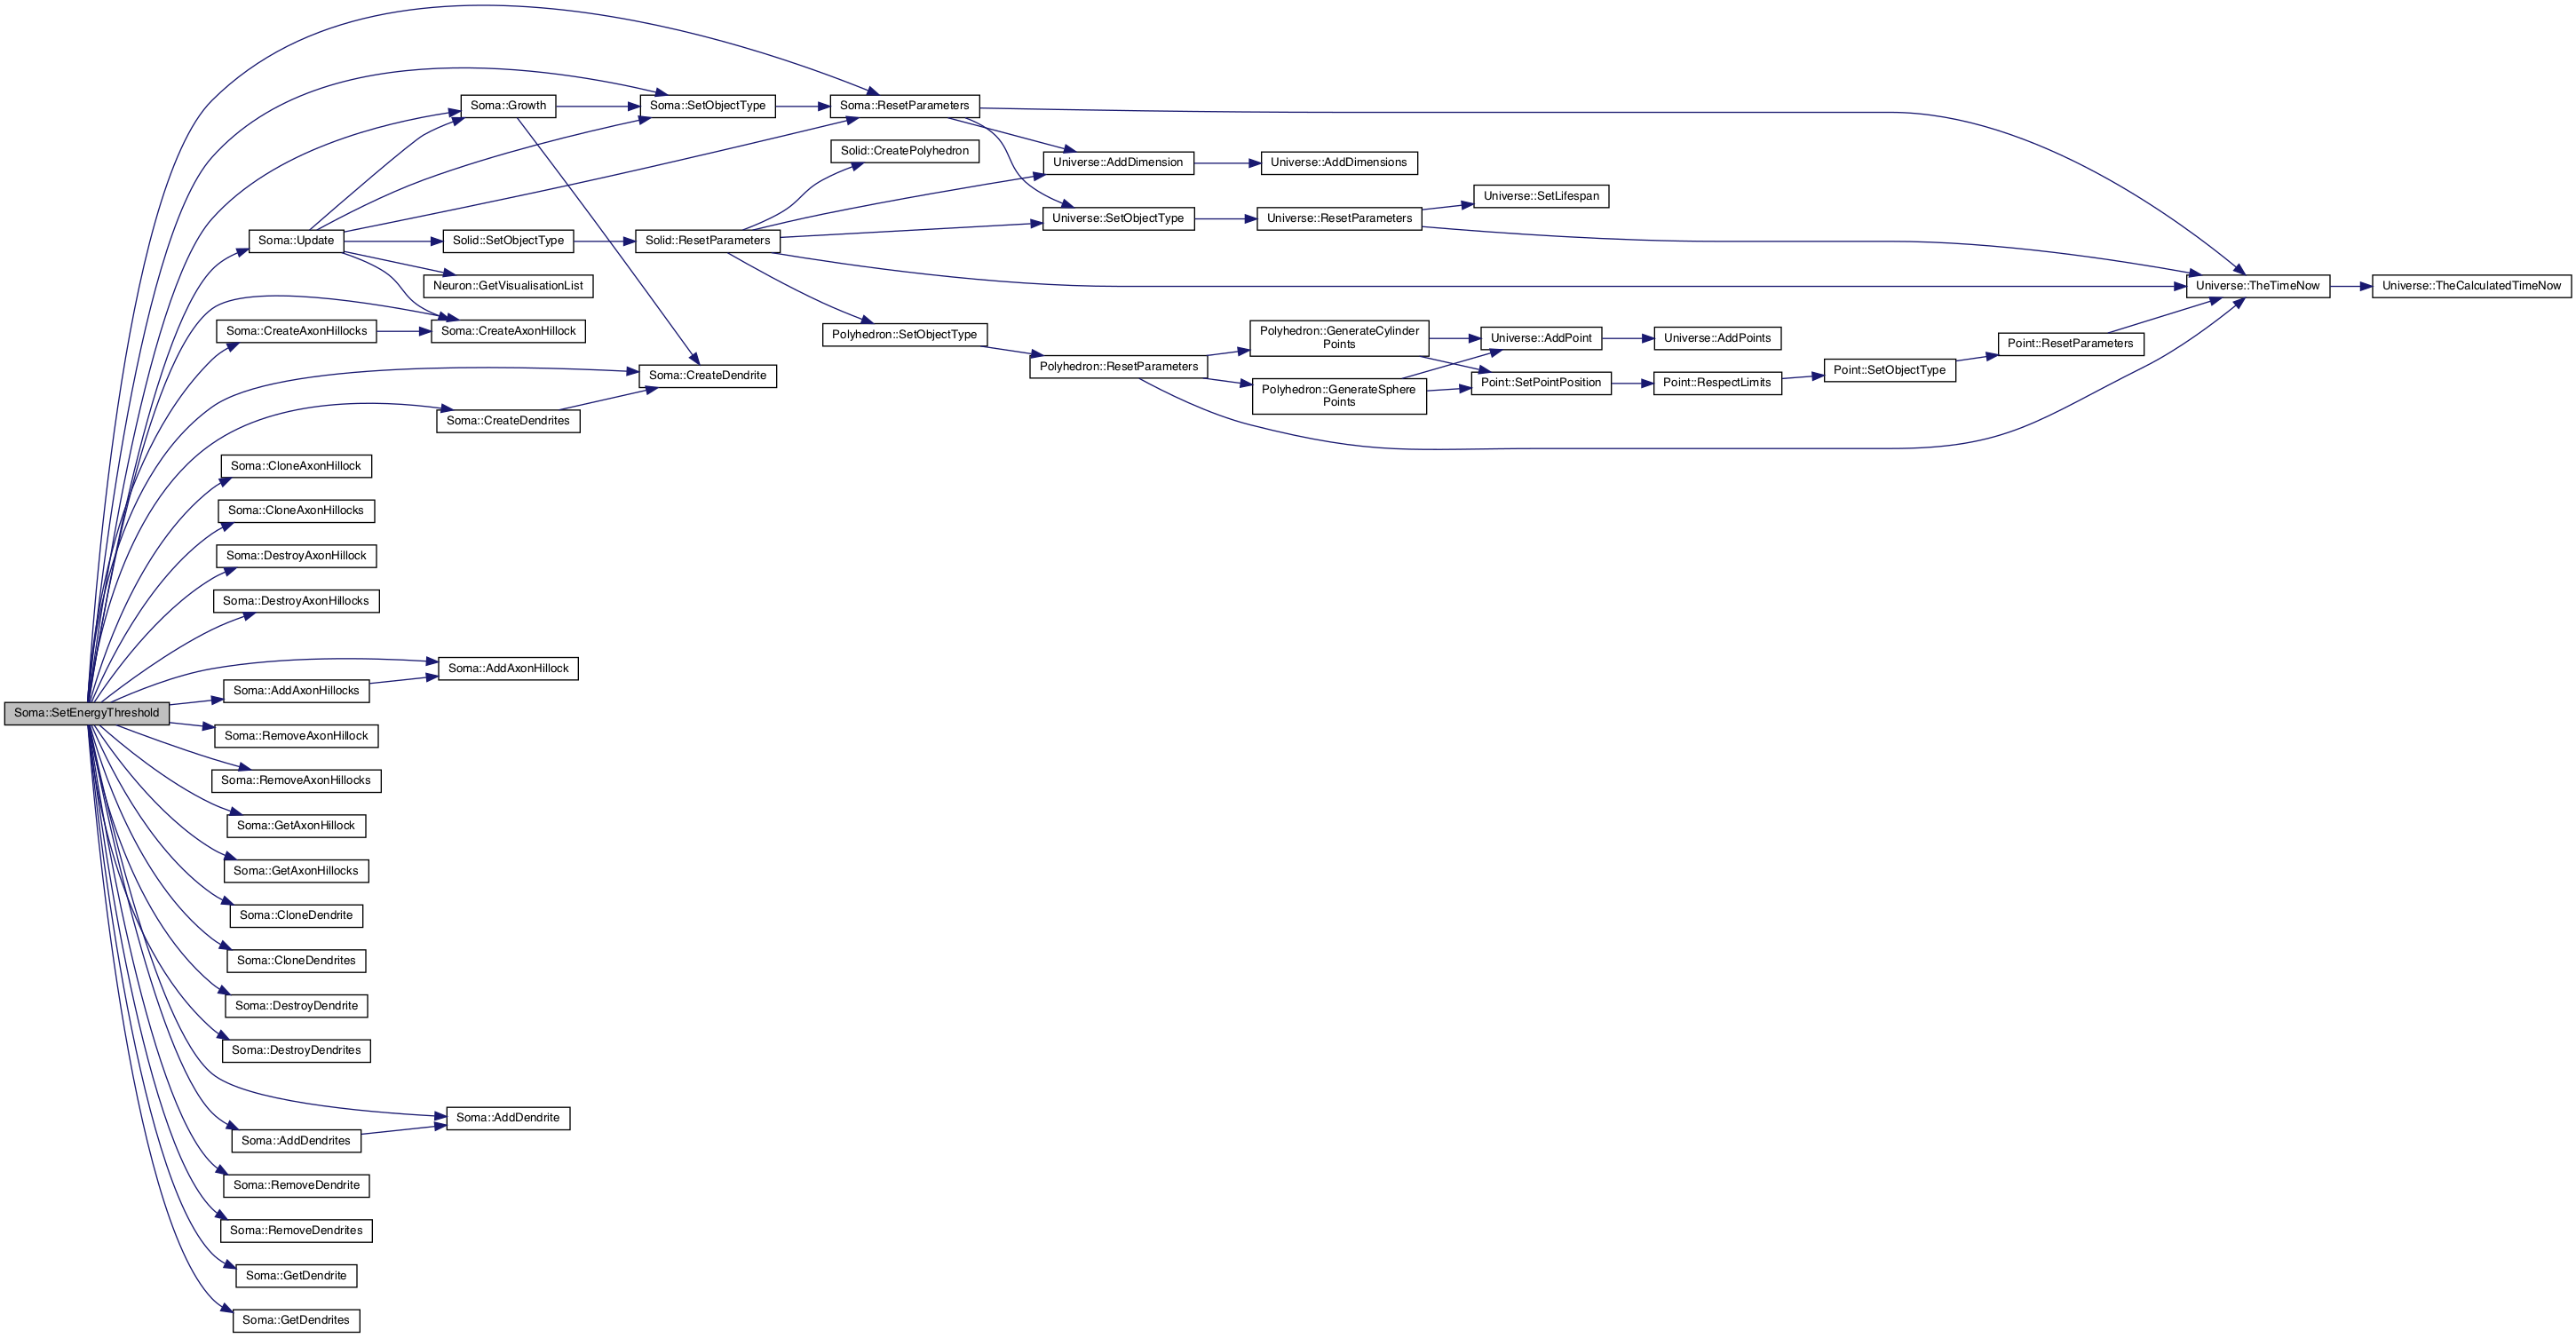 Soma::Growth
Soma::SetObjectType
Soma::ResetParameters
Solid::CreatePolyhedron
Universe::AddDimension
Universe::AddDimensions
Universe::SetLifespan
Universe::SetObjectType
Universe::ResetParameters
Soma::Update
Solid::SetObjectType
Solid::ResetParameters
Neuron::GetVisualisationList
Universe::TheTimeNow
Universe::TheCalculatedTimeNow
Soma::CreateAxonHillocks
Soma::CreateAxonHillock
Polyhedron::SetObjectType
Polyhedron::GenerateCylinder
Points
Universe::AddPoint
Universe::AddPoints
Point::ResetParameters
Polyhedron::ResetParameters
Point::SetObjectType
Soma::CreateDendrite
Polyhedron::GenerateSphere
Points
Point::SetPointPosition
Point::RespectLimits
Soma::CreateDendrites
Soma::CloneAxonHillock
Soma::CloneAxonHillocks
Soma::DestroyAxonHillock
Soma::DestroyAxonHillocks
Soma::AddAxonHillock
Soma::AddAxonHillocks
Soma::SetEnergyThreshold
Soma::RemoveAxonHillock
Soma::RemoveAxonHillocks
Soma::GetAxonHillock
Soma::GetAxonHillocks
Soma::CloneDendrite
Soma::CloneDendrites
Soma::DestroyDendrite
Soma::DestroyDendrites
Soma::AddDendrite
Soma::AddDendrites
Soma::RemoveDendrite
Soma::RemoveDendrites
Soma::GetDendrite
Soma::GetDendrites